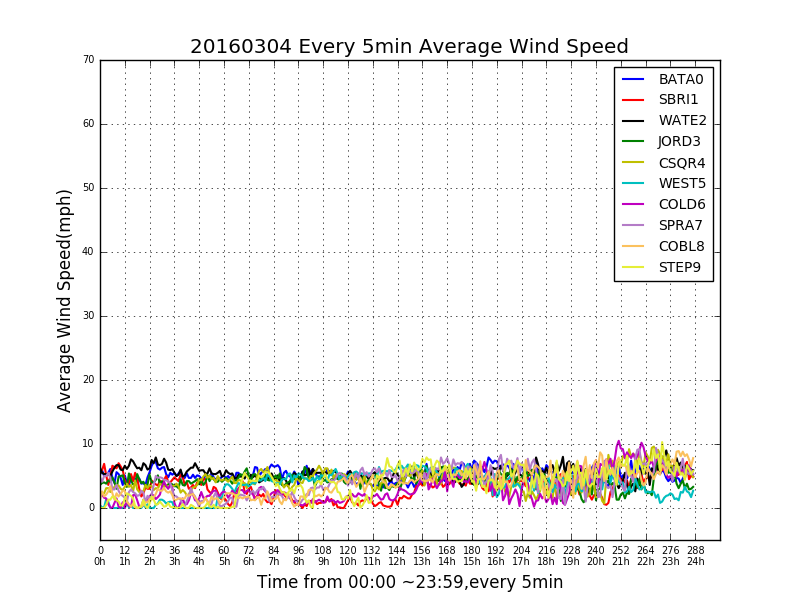 20160304 Every 5min Average Wind Speed
70
60
50
40
30
20
10
0
Average Wind Speed(mph)
BATA0
SBRI1
WATE2
JORD3
CSQR4
WEST5
COLD6
SPRA7
COBL8
STEP9
0 12 24 36 48 60 72 84 96 108 120 132 144 156 168 180 192 204 216 228 240 252 264 276 288
0h 1h 2h 3h 4h 5h 6h 7h 8h 9h 10h 11h 12h 13h 14h 15h 16h 17h 18h 19h 20h 21h 22h 23h 24h
Time from 00:00 ~23:59,every 5min